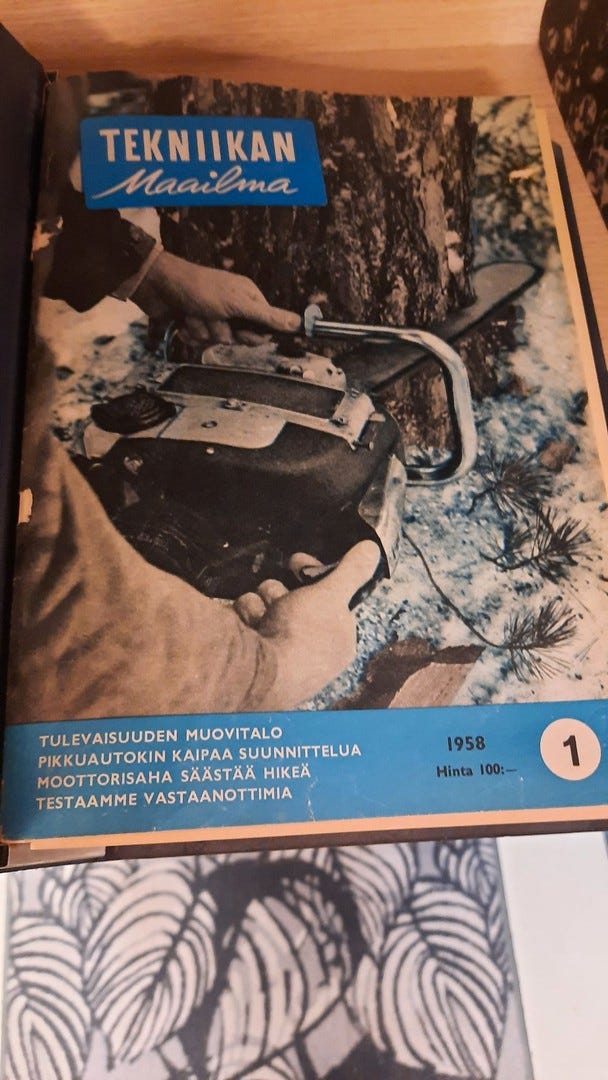 TEKNIIKAN
Maailma
TULEVAISUUDEN MUOVITALO
PIKKUAUTOKIN KAIPAA SUUNNITTELUA
MOOTTORISAHA SÄÄSTÄÄ HIKEÄ
TESTAAMME VASTAANOTTIMIA
1958
Hinta 100:—
1